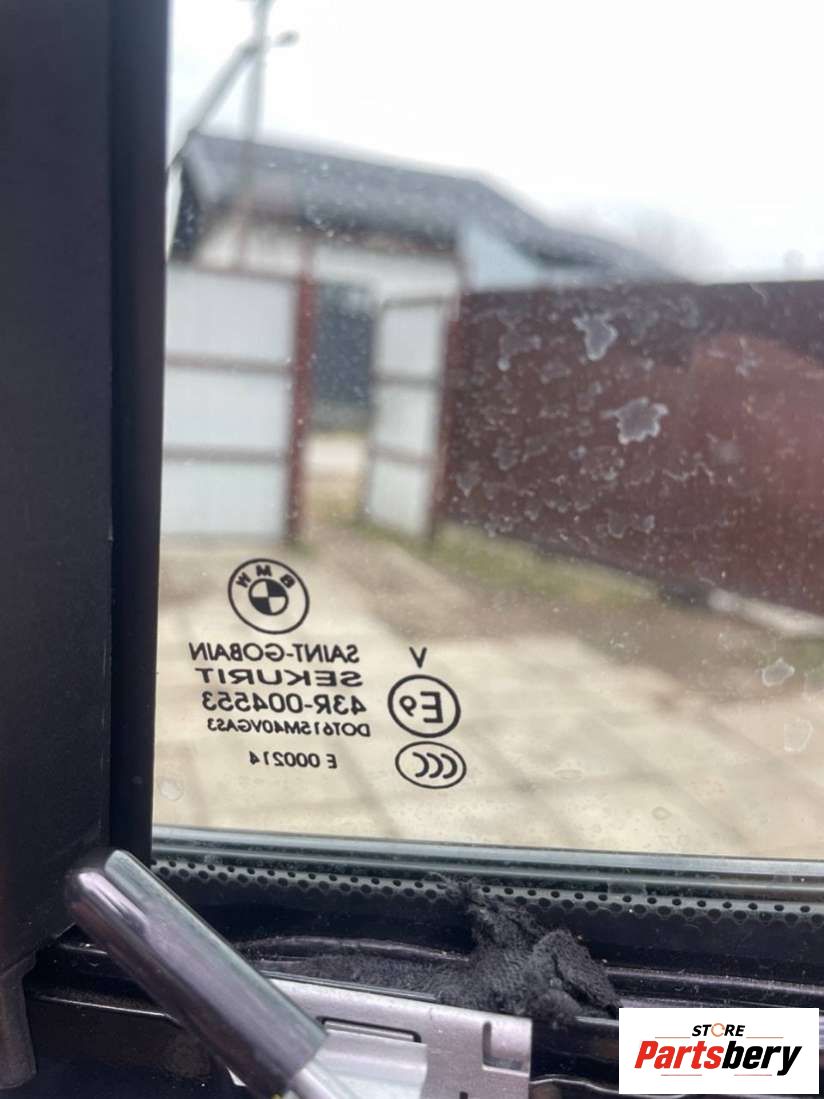 BMW
SAINT-GOBAIN
SEKURIT
43R-004553
DOT615M40VGAS3
E 000214
V
E9
CCC
STORE
Partsbery